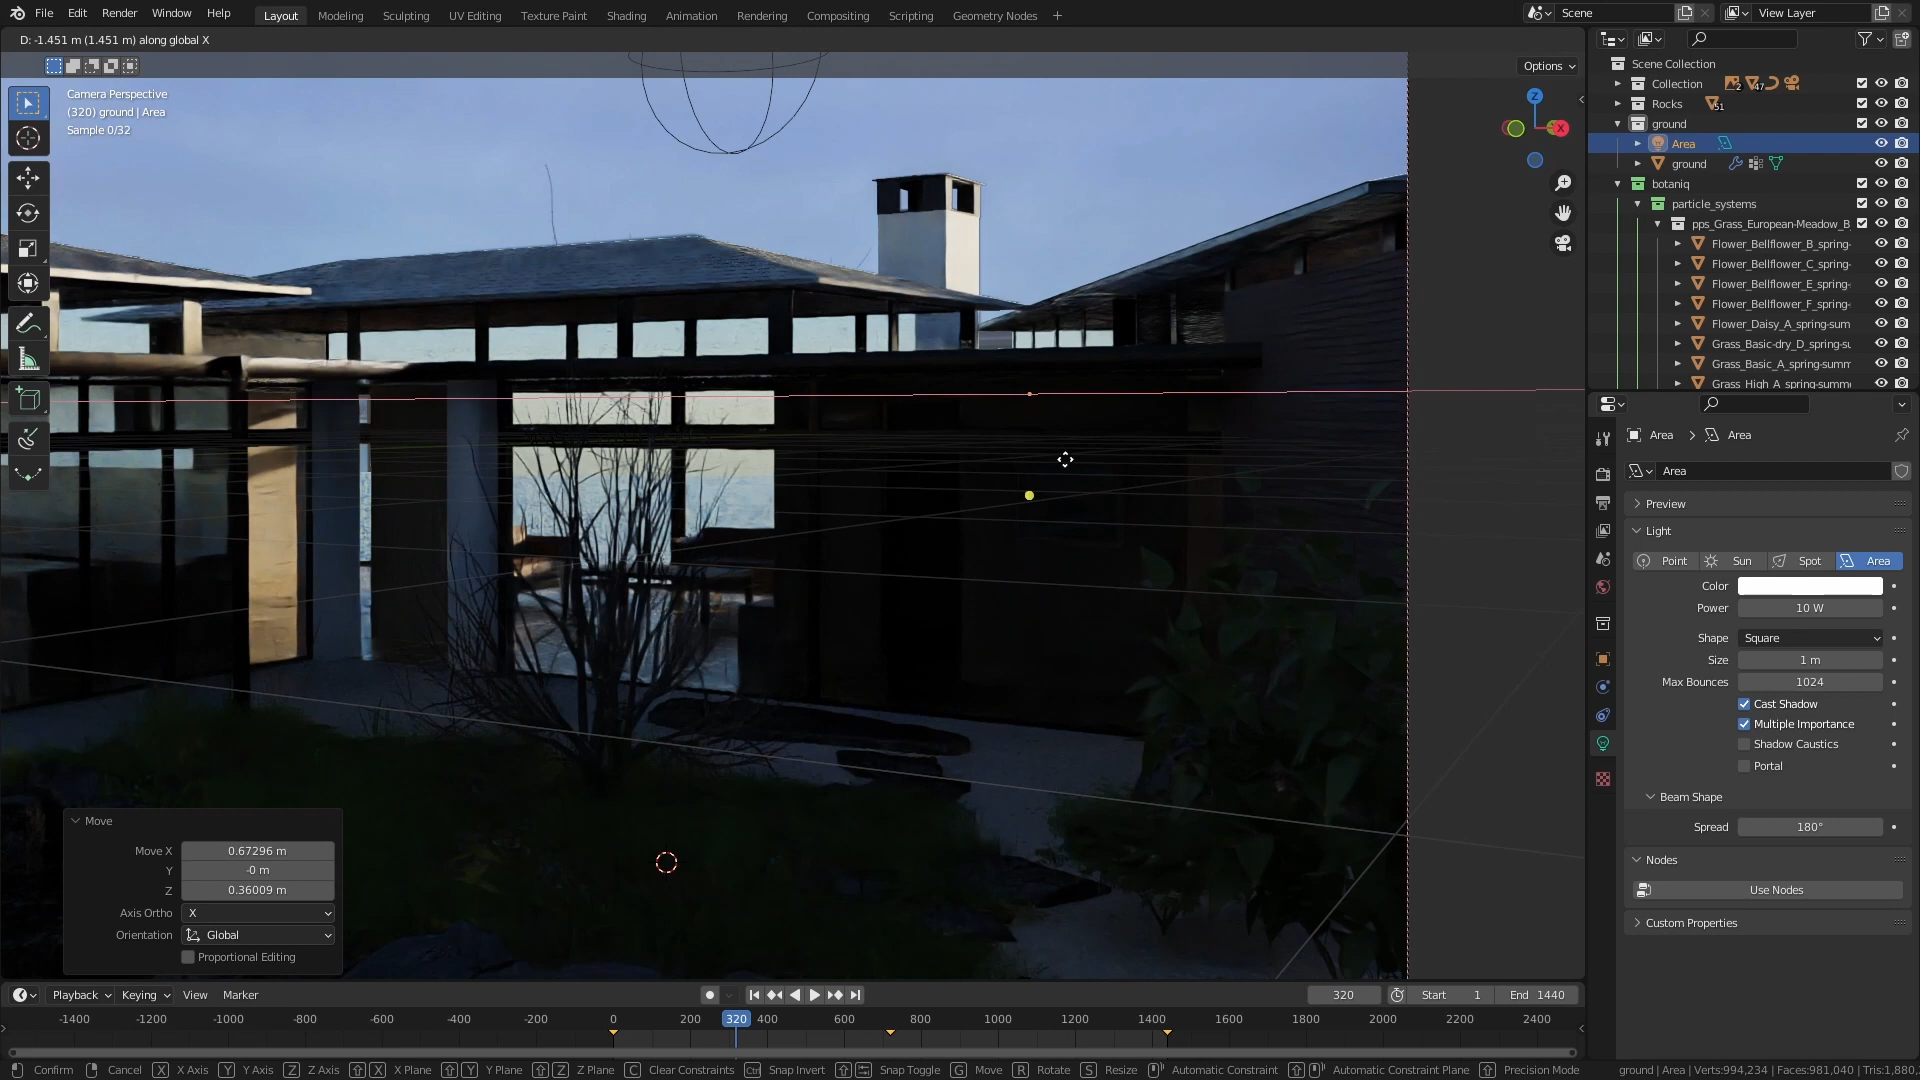 File Edit Render Window Help Layout Modeling Sculpting UV Editing Texture Paint Shading Animation Rendering Compositing Scripting Geometry Nodes + Scene View Layer
D: -1.451 m (1.451 m) along global X
Options
Camera Perspective
(320) ground | Area
Sample 0/32
Z
X
Scene Collection
Collection 2 47
Rocks 51
ground
Area
ground
botaniq
particle_systems
pps_Grass_European-Meadow_B
Flower_Bellflower_B_spring-
Flower_Bellflower_C_spring-
Flower_Bellflower_E_spring-
Flower_Bellflower_F_spring-
Flower_Daisy_A_spring-sum
Grass_Basic-dry_D_spring-su
Grass_Basic_A_spring-summ
Grass_High_A_spring-summe
Area > Area
Area
Preview
Light
Point Sun Spot Area
Color
Power 10 W
Shape Square
Size 1 m
Max Bounces 1024
Cast Shadow
Multiple Importance
Shadow Caustics
Portal
Beam Shape
Spread 180°
Nodes
Use Nodes
Custom Properties
Move
Move X 0.67296 m
Y -0 m
Z 0.36009 m
Axis Ortho X
Orientation Global
Proportional Editing
Playback Keying View Marker 320 Start 1 End 1440
-1400 -1200 -1000 -800 -600 -400 -200 0 200 320 400 600 800 1000 1200 1400 1600 1800 2000 2200 2400
Confirm Cancel X X Axis Y Y Axis Z Z Axis X X Plane Y Y Plane Z Z Plane C Clear Constraints Ctrl Snap Invert Snap Toggle G Move R Rotate S Resize Automatic Constraint Automatic Constraint Plane Precision Mode ground | Area | Verts:994,234 | Faces:981,040 | Tris:1,880,